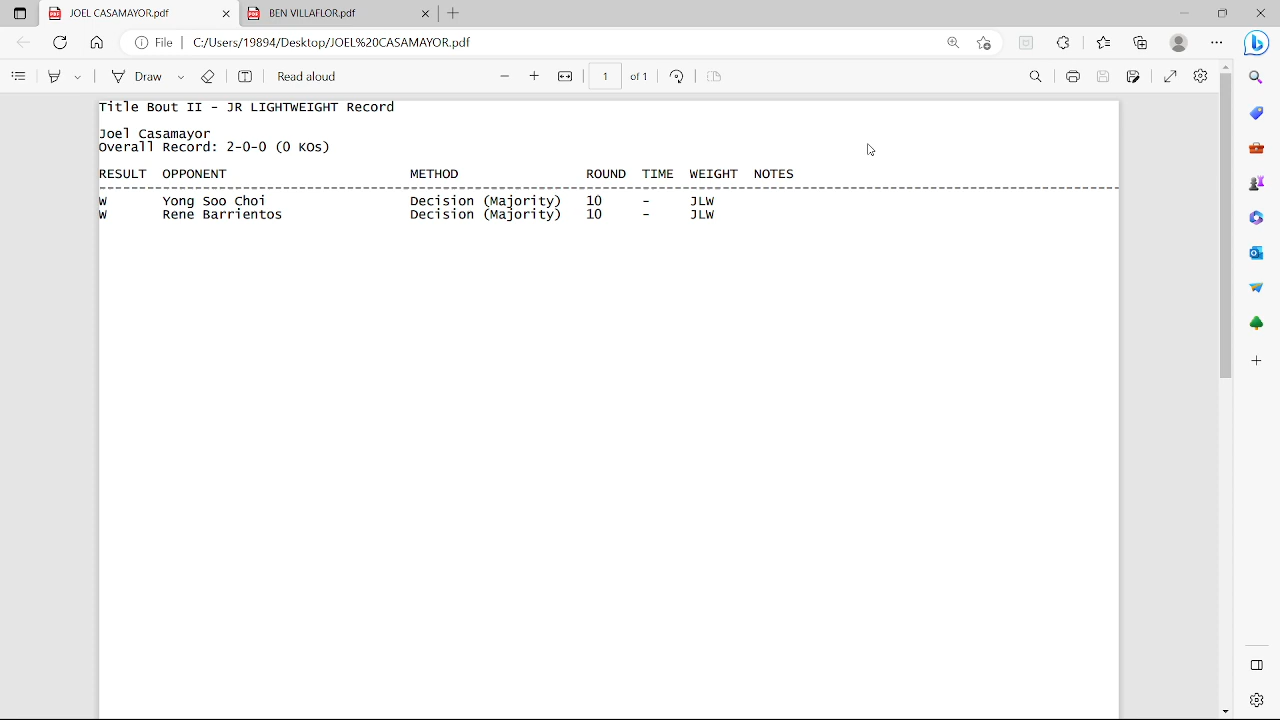 JOEL CASAMAYOR.pdf
BEN VILLAFLOR.pdf
File | C:/Users/19894/Desktop/JOEL%20CASAMAYOR.pdf
Draw Read aloud 1 of 1
Title Bout II - JR LIGHTWEIGHT Record
Joel Casamayor
Overall Record: 2-0-0 (0 KOs)
RESULT OPPONENT METHOD ROUND TIME WEIGHT NOTES
W Yong Soo Choi Decision (Majority) 10 - JLW
W Rene Barrientos Decision (Majority) 10 - JLW